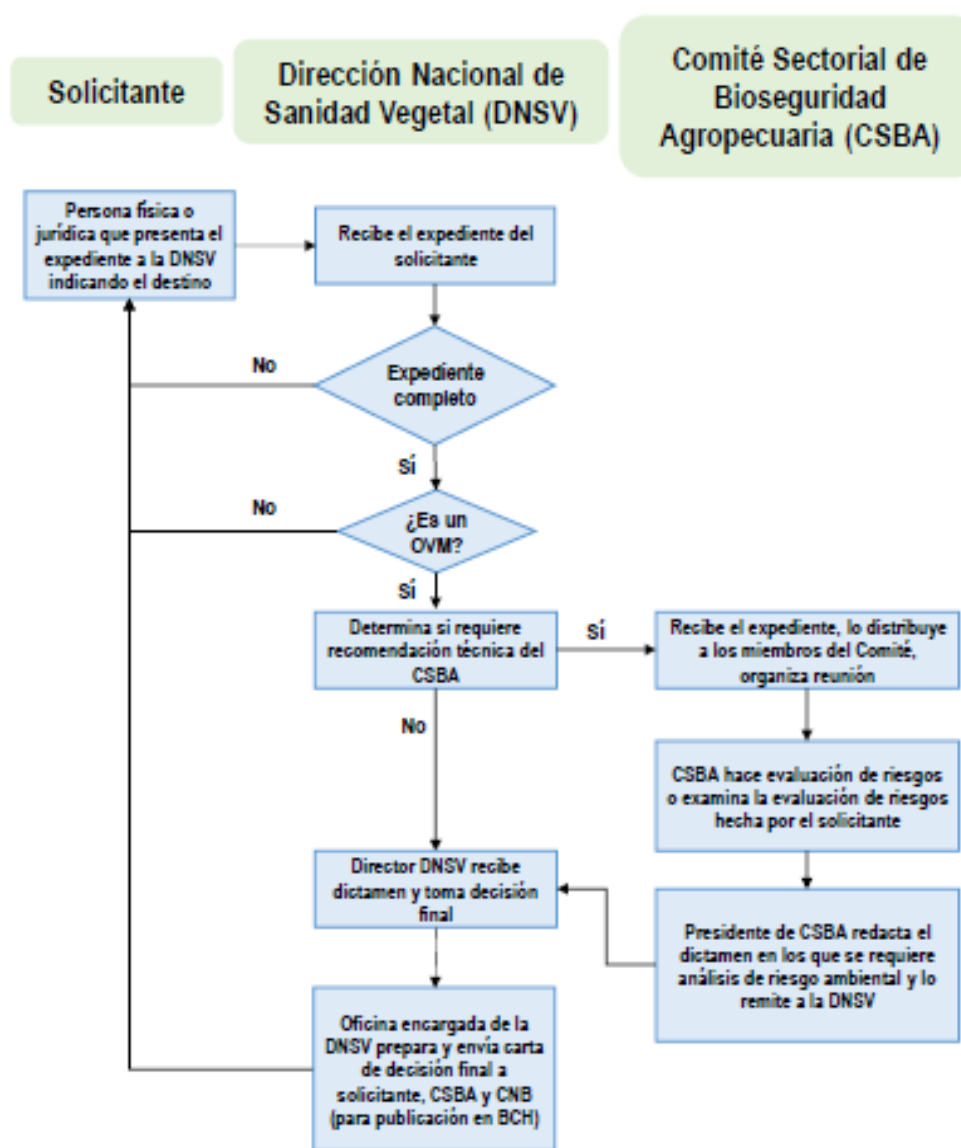 Solicitante
Dirección Nacional de
Sanidad Vegetal (DNSV)
Comité Sectorial de
Bioseguridad
Agropecuaria (CSBA)
Persona física o
jurídica que presenta el
expediente a la DNSV
indicando el destino
Recibe el expediente del
solicitante
No
Expediente
completo
Sí
No
¿Es un
OVM?
Sí
Determina si requiere
recomendación técnica del
CSBA
Sí
Recibe el expediente, lo distribuye
a los miembros del Comité,
organiza reunión
No
CSBA hace evaluación de riesgos
o examina la evaluación de riesgos
hecha por el solicitante
Director DNSV recibe
dictamen y toma decisión
final
Presidente de CSBA redacta el
dictamen en los que se requiere
análisis de riesgo ambiental y lo
remite a la DNSV
Oficina encargada de la
DNSV prepara y envía carta
de decisión final a
solicitante, CSBA y CNB
(para publicación en BCH)